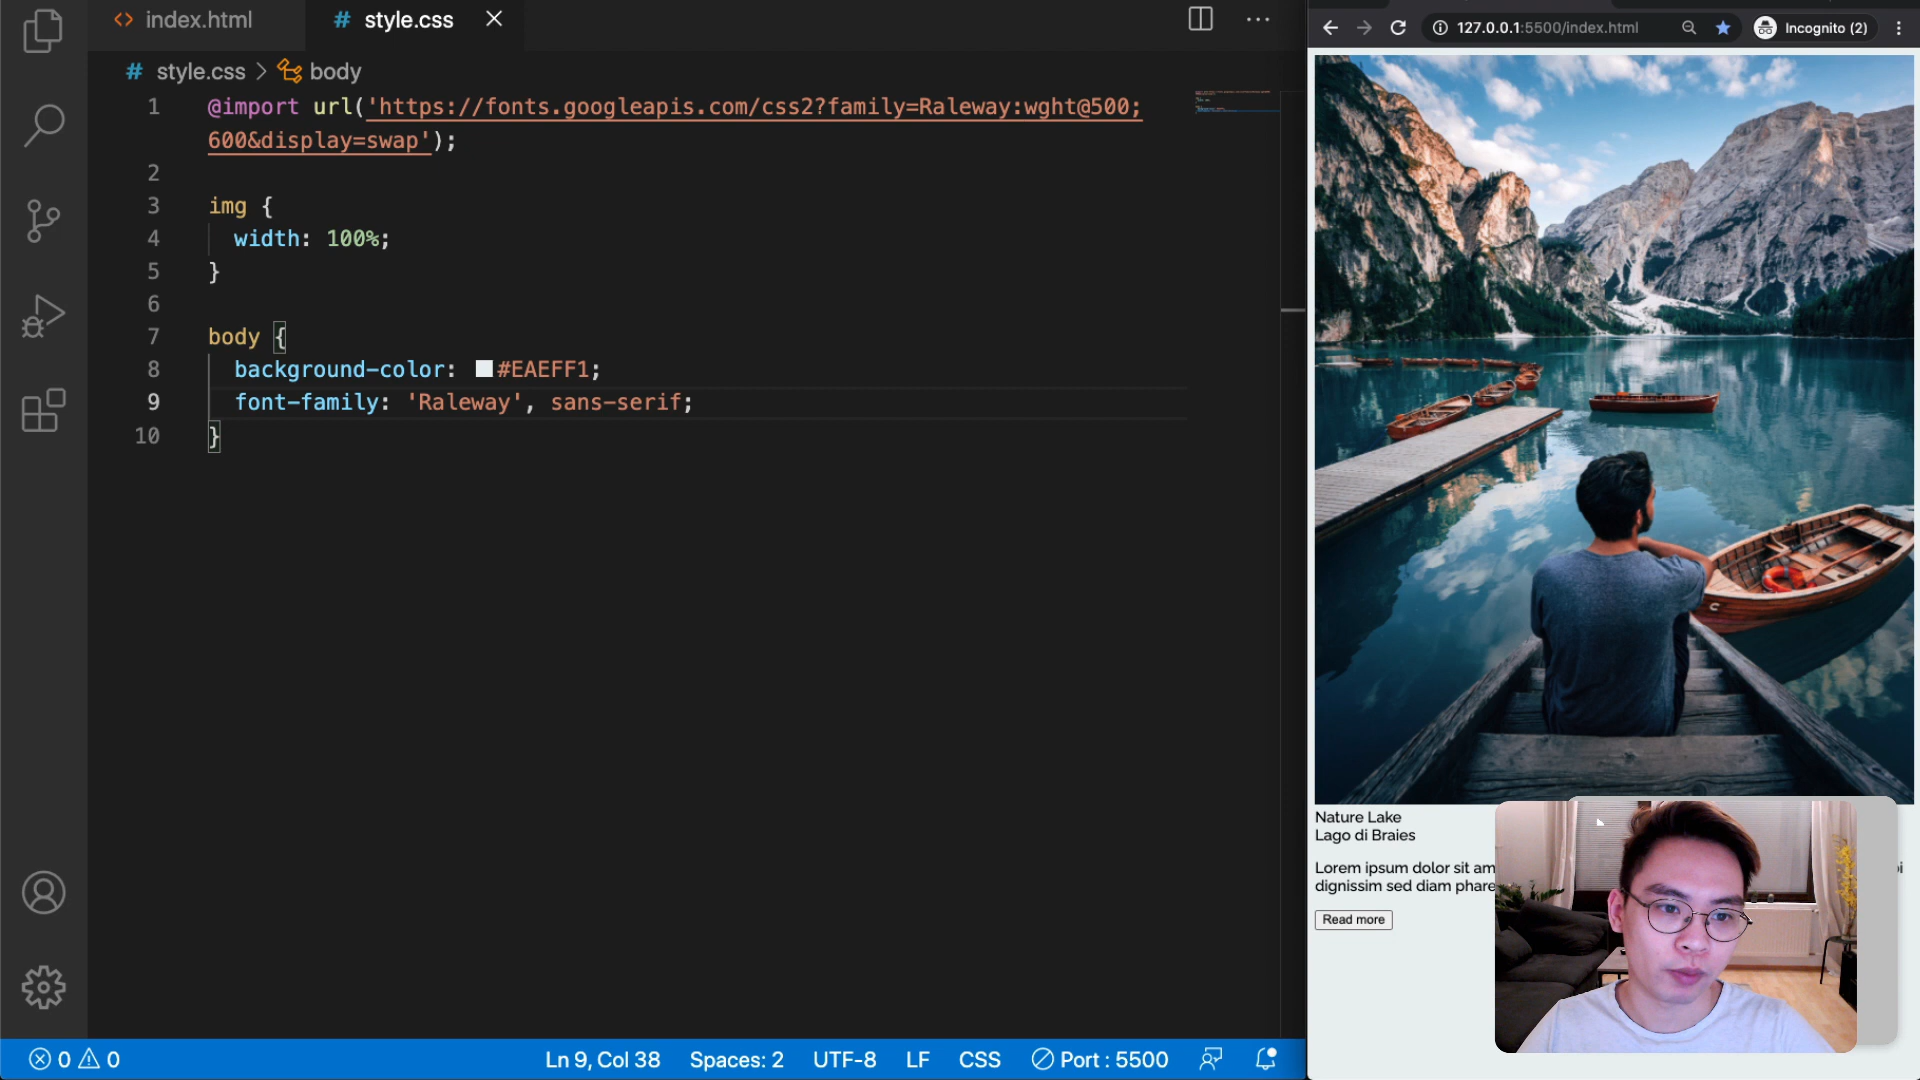 index.html
style.css
style.css > body
1 @import url('https://fonts.googleapis.com/css2?family=Raleway:wght@500;
600&display=swap');
2
3 img {
4 width: 100%;
5 }
6
7 body {
8 background-color: #EAEFF1;
9 font-family: 'Raleway', sans-serif;
10 }
0 0
Ln 9, Col 38
Spaces: 2
UTF-8
LF
CSS
Port : 5500
127.0.0.1:5500/index.html
Incognito (2)
Nature Lake
Lago di Braies
Lorem ipsum dolor sit am
dignissim sed diam phare
Read more